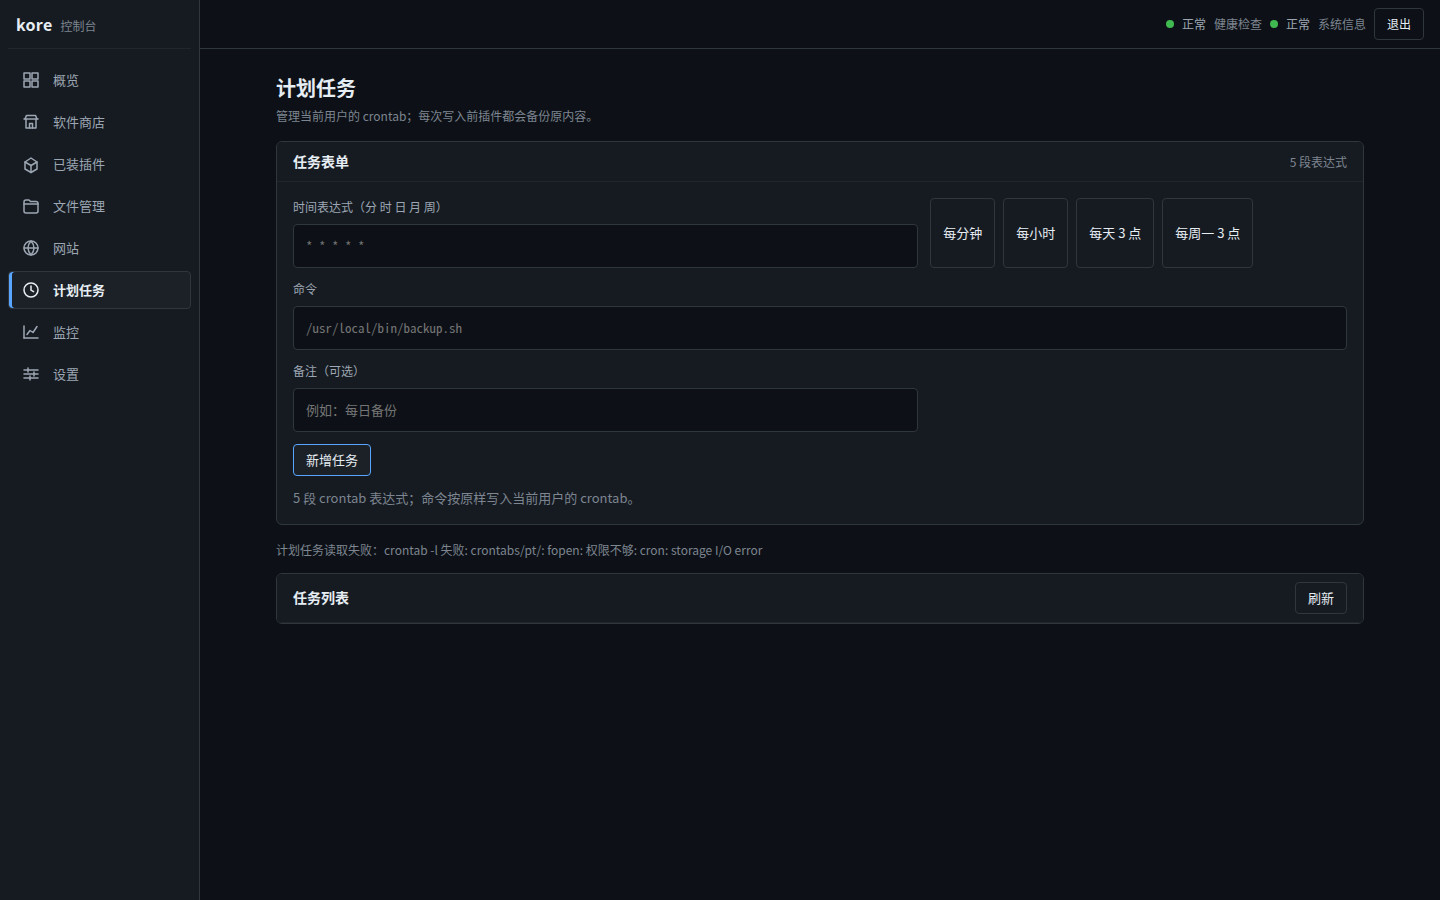 kore 控制台
正常 健康检查 正常 系统信息 退出
概览
软件商店
已装插件
文件管理
网站
计划任务
监控
设置
计划任务
管理当前用户的 crontab；每次写入前插件都会备份原内容。
任务表单 5 段表达式
时间表达式（分 时 日 月 周）
* * * * *
每分钟 每小时 每天 3 点 每周一 3 点
命令
/usr/local/bin/backup.sh
备注（可选）
例如：每日备份
新增任务
5 段 crontab 表达式；命令按原样写入当前用户的 crontab。
计划任务读取失败：crontab -l 失败: crontabs/pt/: fopen: 权限不够: cron: storage I/O error
任务列表 刷新